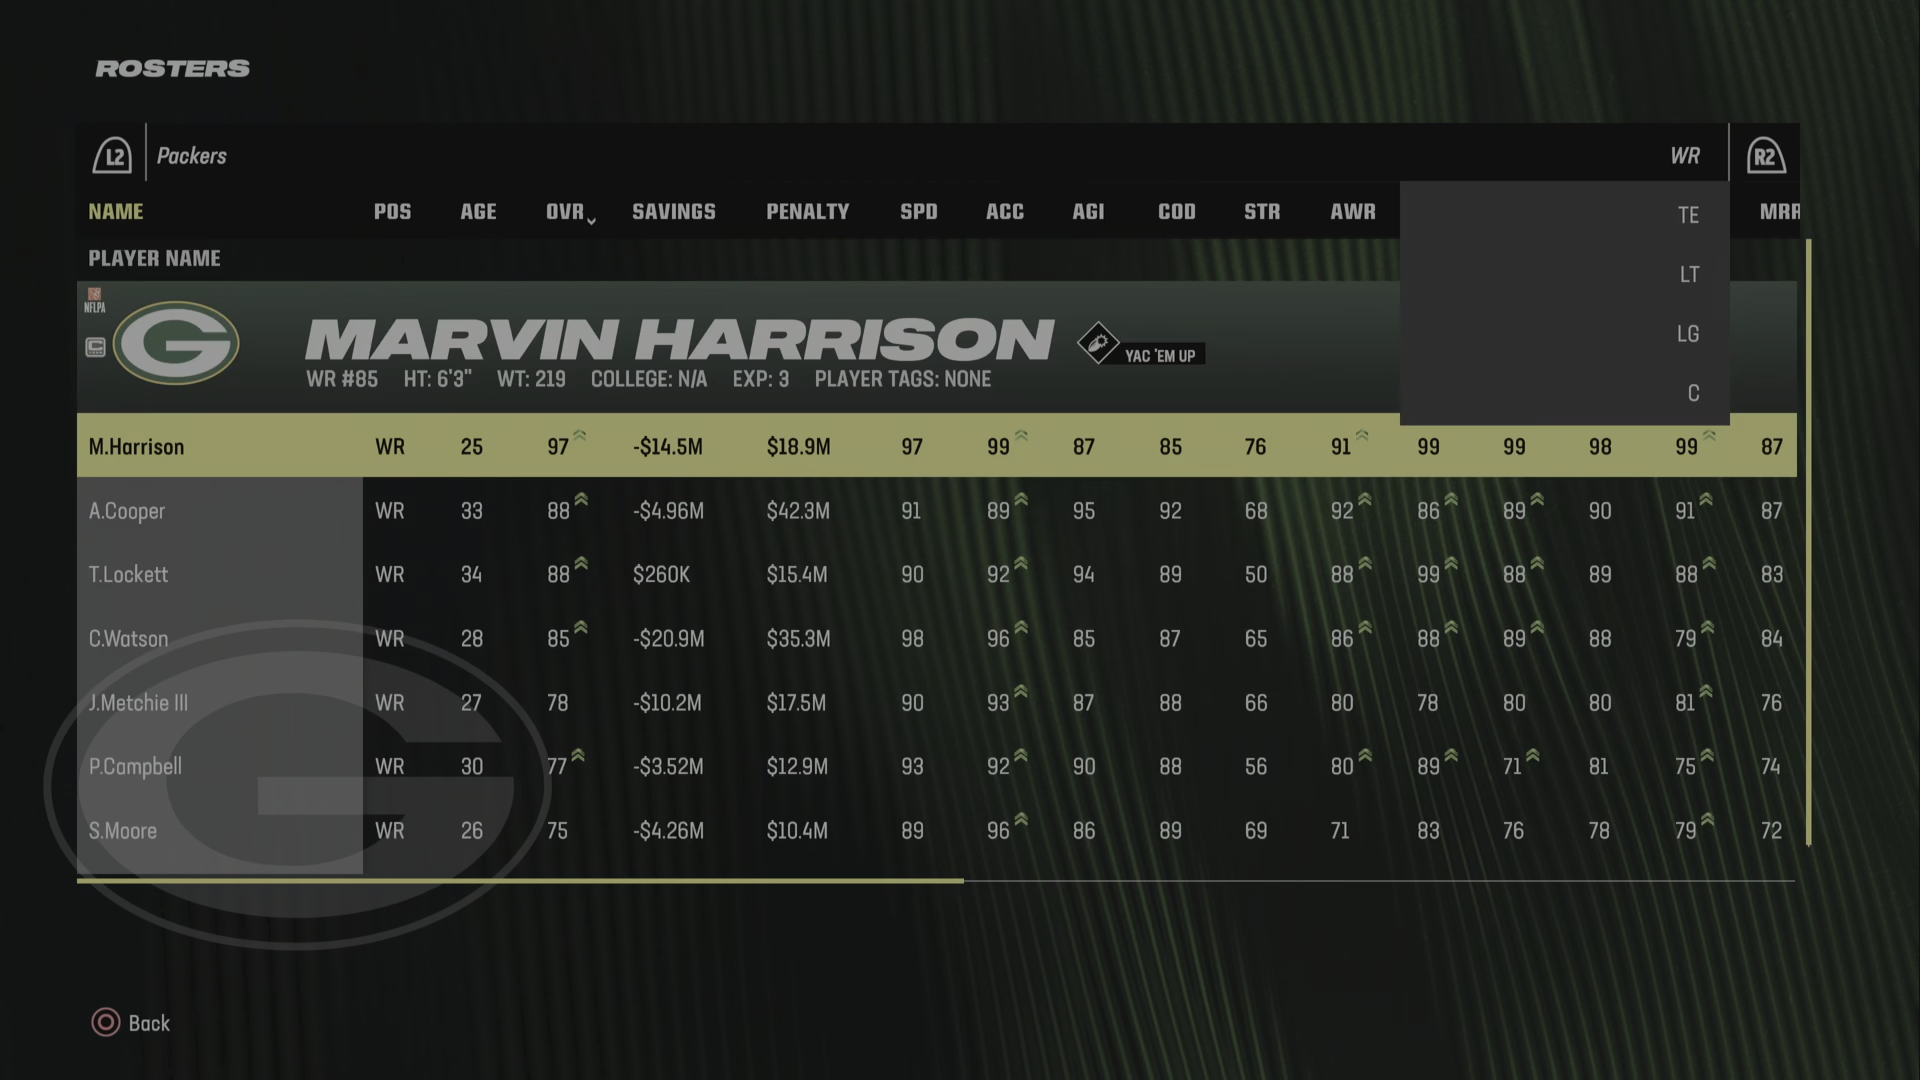 ROSTERS
L2 Packers WR R2
NAME POS AGE OVR SAVINGS PENALTY SPD ACC AGI COD STR AWR MRR
TE
LT
LG
C
PLAYER NAME
NFLPA
C
G
MARVIN HARRISON YAC 'EM UP
WR #85 HT: 6'3" WT: 219 COLLEGE: N/A EXP: 3 PLAYER TAGS: NONE
M.Harrison WR 25 97 -$14.5M $18.9M 97 99 87 85 76 91 99 99 98 99 87
A.Cooper WR 33 88 -$4.96M $42.3M 91 89 95 92 68 92 86 89 90 91 87
T.Lockett WR 34 88 $260K $15.4M 90 92 94 89 50 88 99 88 89 88 83
C.Watson WR 28 85 -$20.9M $35.3M 98 96 85 87 65 86 88 89 88 79 84
J.Metchie III WR 27 78 -$10.2M $17.5M 90 93 87 88 66 80 78 80 80 81 76
P.Campbell WR 30 77 -$3.52M $12.9M 93 92 90 88 56 80 89 71 81 75 74
S.Moore WR 26 75 -$4.26M $10.4M 89 96 86 89 69 71 83 76 78 79 72
Back